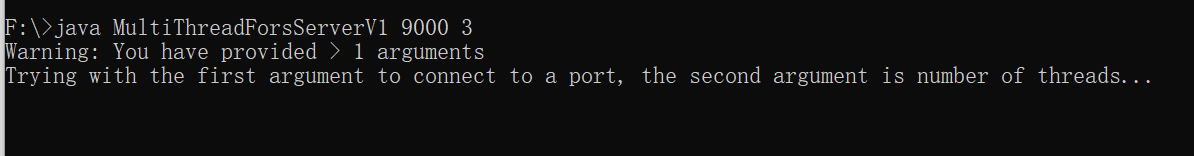 F:\>java MultiThreadForsServerV1 9000 3
Warning: You have provided > 1 arguments
Trying with the first argument to connect to a port, the second argument is number of threads...